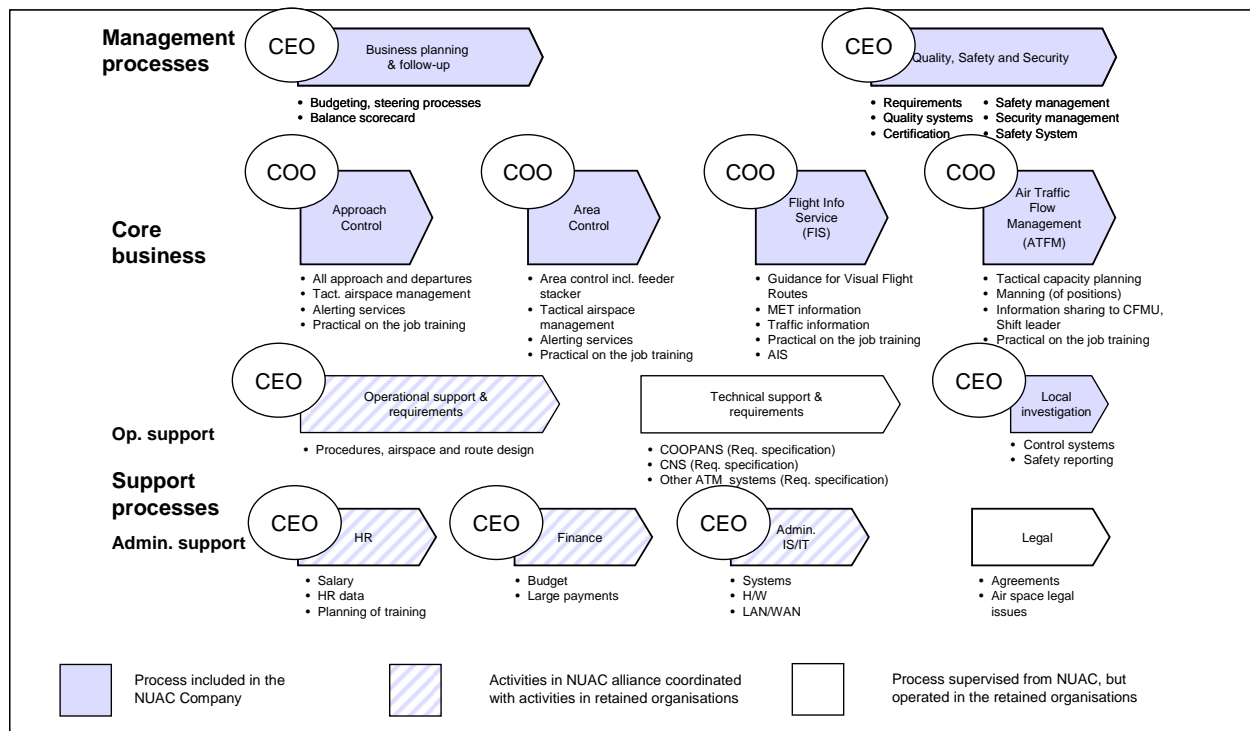 Management
processes
CEO
Business planning
& follow-up
• Budgeting, steering processes
• Balance scorecard
CEO
Quality, Safety and Security
• Requirements
• Quality systems
• Certification
• Safety management
• Security management
• Safety System
Core
business
COO
Approach
Control
• All approach and departures
• Tact. airspace management
• Alerting services
• Practical on the job training
COO
Area
Control
• Area control incl. feeder
stacker
• Tactical airspace
management
• Alerting services
• Practical on the job training
COO
Flight Info
Service
(FIS)
• Guidance for Visual Flight
Routes
• MET information
• Traffic information
• Practical on the job training
• AIS
COO
Air Traffic
Flow
Management
(ATFM)
• Tactical capacity planning
• Manning (of positions)
• Information sharing to CFMU,
Shift leader
• Practical on the job training
Op. support
CEO
Operational support &
requirements
• Procedures, airspace and route design
Technical support &
requirements
• COOPANS (Req. specification)
• CNS (Req. specification)
• Other ATM systems (Req. specification)
CEO
Local
investigation
• Control systems
• Safety reporting
Support
processes
Admin. support
CEO
HR
• Salary
• HR data
• Planning of training
CEO
Finance
• Budget
• Large payments
CEO
Admin.
IS/IT
• Systems
• H/W
• LAN/WAN
Legal
• Agreements
• Air space legal
issues
Process included in the
NUAC Company
Activities in NUAC alliance coordinated
with activities in retained organisations
Process supervised from NUAC, but
operated in the retained organisations